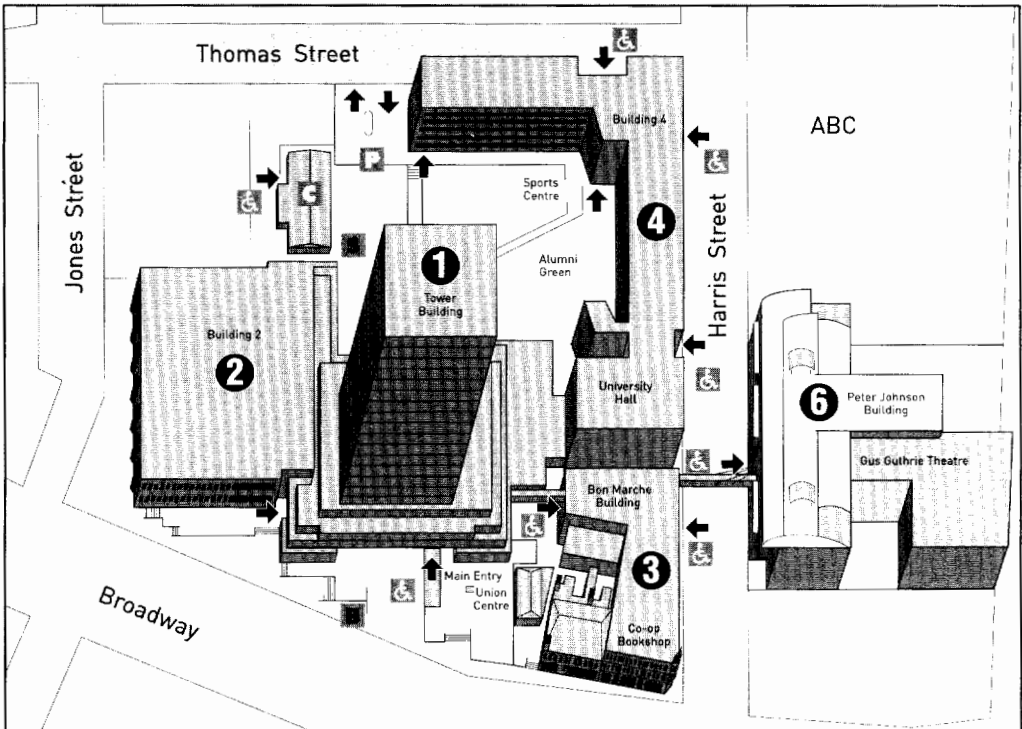 Thomas Street
Building 4
ABC
P
Jones Street
C
Sports
Centre
4
Harris Street
1
Alumni
Green
Tower
Building
Building 2
2
University
Hall
6
Peter Johnson
Building
Gus Guthrie Theatre
Bon Marche
Building
3
Main Entry
Union
Centre
Broadway
Co-op
Bookshop